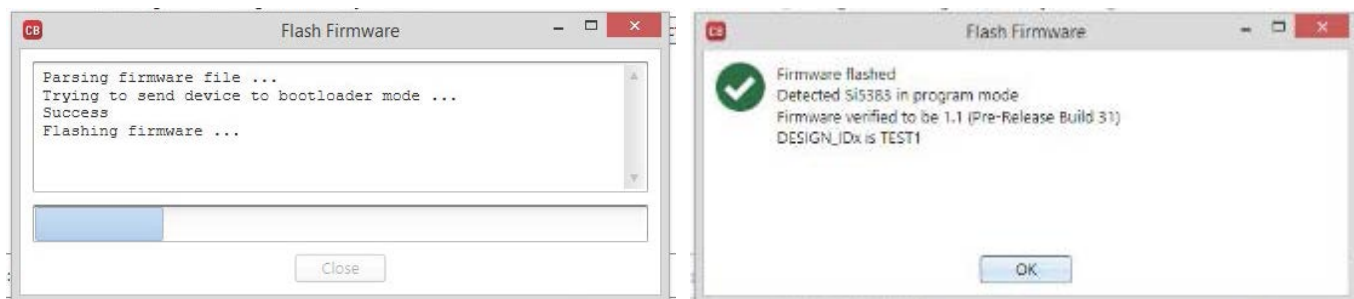 CB Flash Firmware
Parsing firmware file ...
Trying to send device to bootloader mode ...
Success
Flashing firmware ...
Close
CB Flash Firmware
Firmware flashed
Detected Si5383 in program mode
Firmware verified to be 1.1 (Pre-Release Build 31)
DESIGN_IDx is TEST1
OK